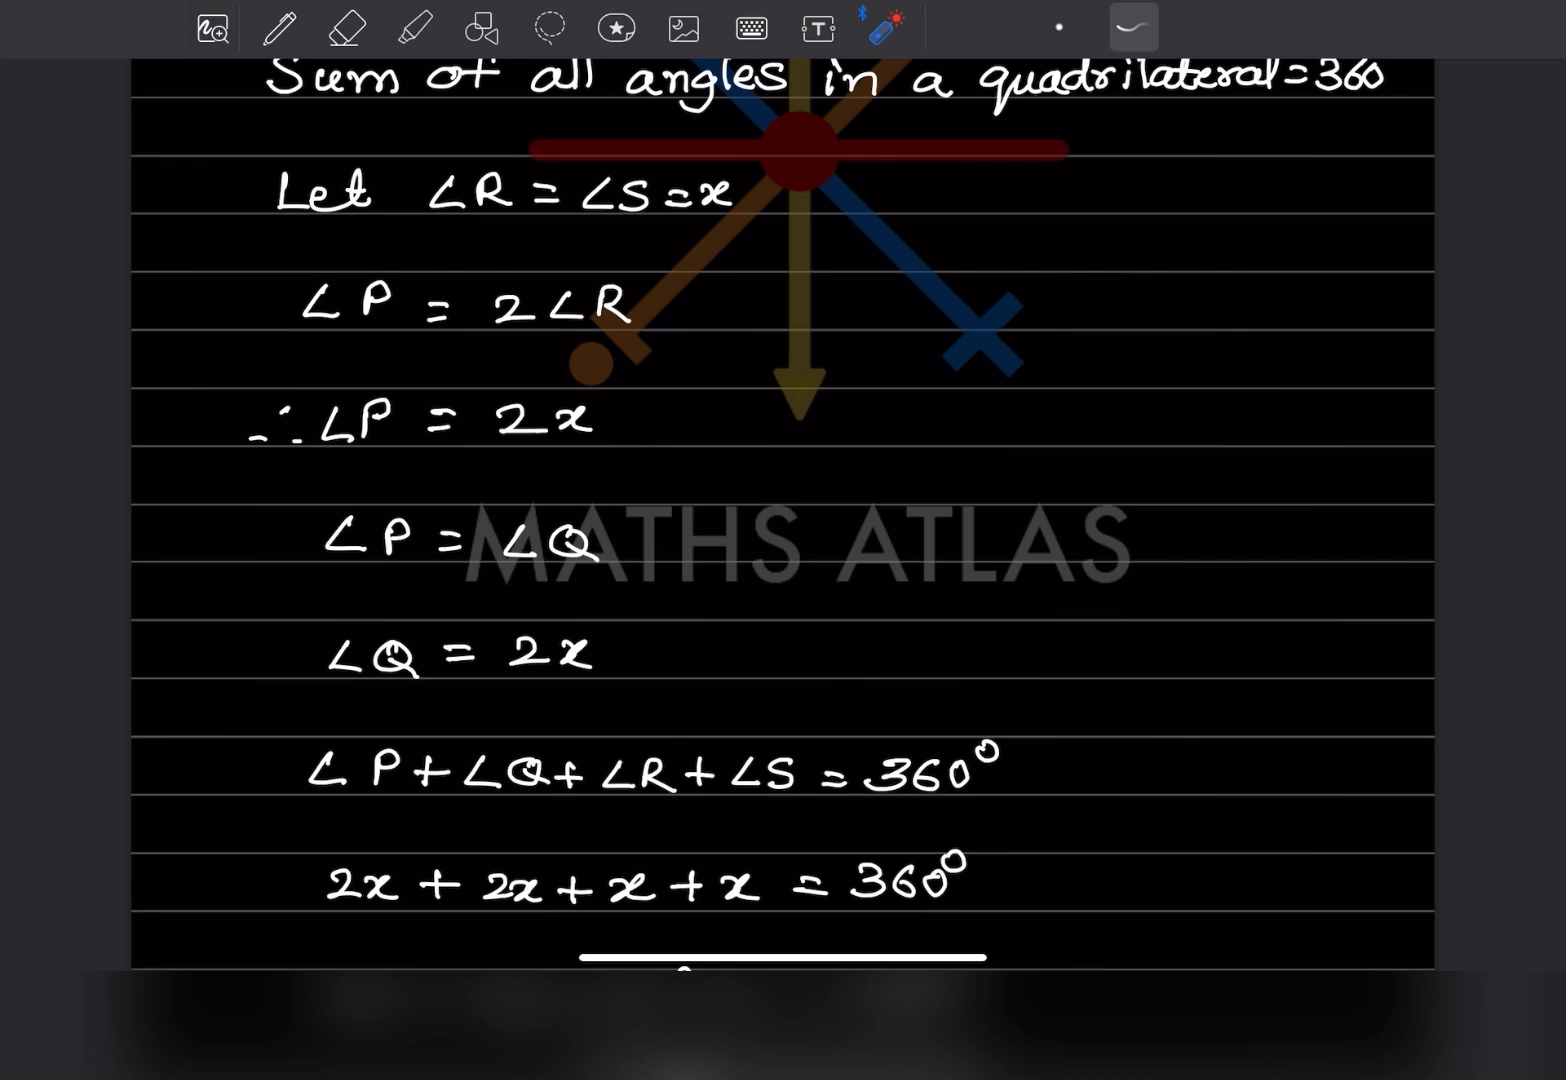 Sum of all angles in a quadrilateral = 360
Let ∠R = ∠S = x
∠P = 2∠R
∴ ∠P = 2x
∠P = ∠Q
MATHS ATLAS
∠Q = 2x
∠P + ∠Q + ∠R + ∠S = 360°
2x + 2x + x + x = 360°